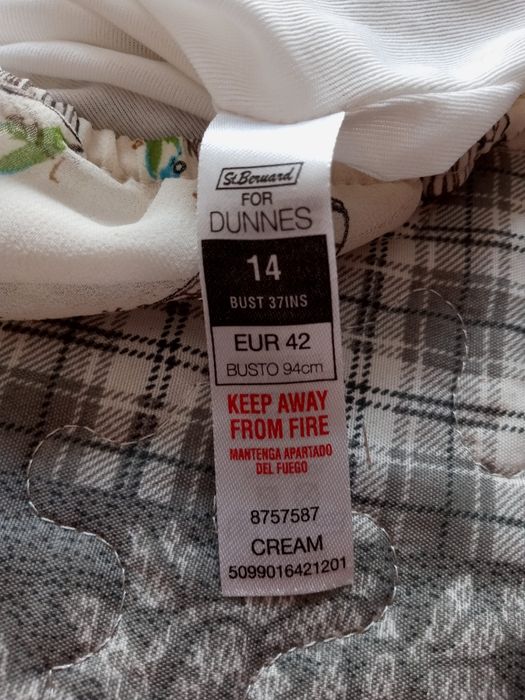 St.Bernard
FOR
DUNNES
14
BUST 37INS
EUR 42
BUSTO 94cm
KEEP AWAY
FROM FIRE
MANTENGA APARTADO
DEL FUEGO
8757587
CREAM
5099016421201